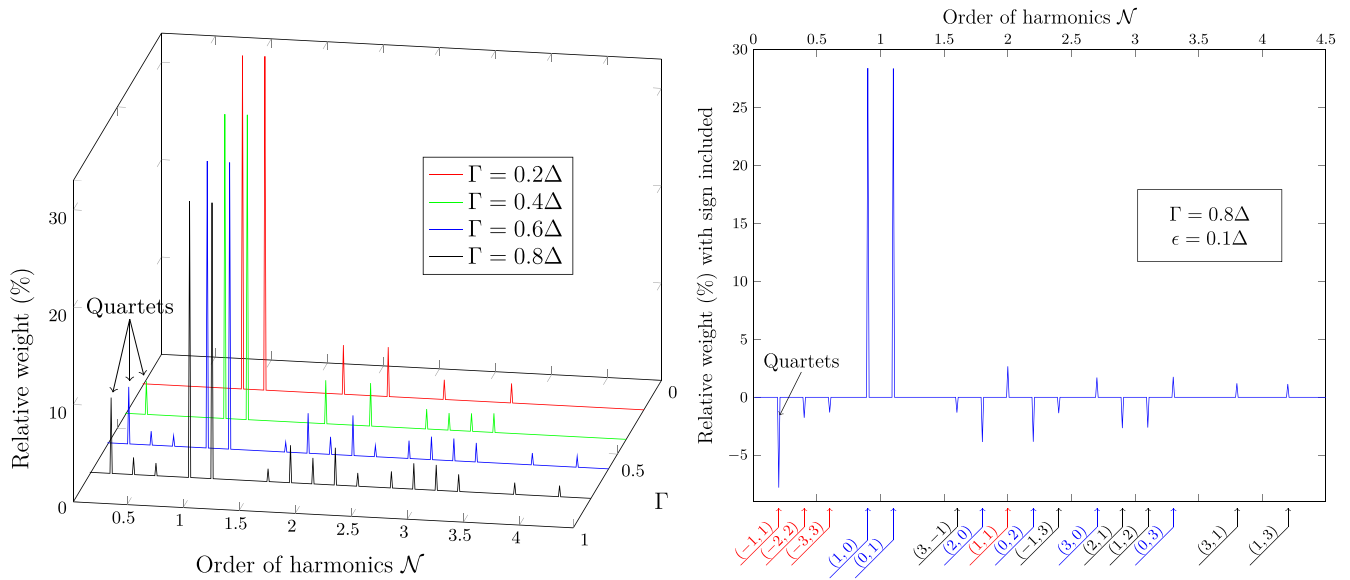 Relative weight (%)
30
20
10
0
Quartets
Γ = 0.2Δ
Γ = 0.4Δ
Γ = 0.6Δ
Γ = 0.8Δ
0
0.5
1
Γ
0.5
1
1.5
2
2.5
3
3.5
4
Order of harmonics 𝒩
Order of harmonics 𝒩
0 0.5 1 1.5 2 2.5 3 3.5 4 4.5
Relative weight (%) with sign included
30
25
20
15
10
5
0
−5
Γ = 0.8Δ
ϵ = 0.1Δ
Quartets
(−1, 1)
(−2, 2)
(−3, 3)
(1, 0)
(0, 1)
(3, −1)
(2, 0)
(1, 1)
(0, 2)
(−1, 3)
(3, 0)
(2, 1)
(1, 2)
(0, 3)
(3, 1)
(1, 3)